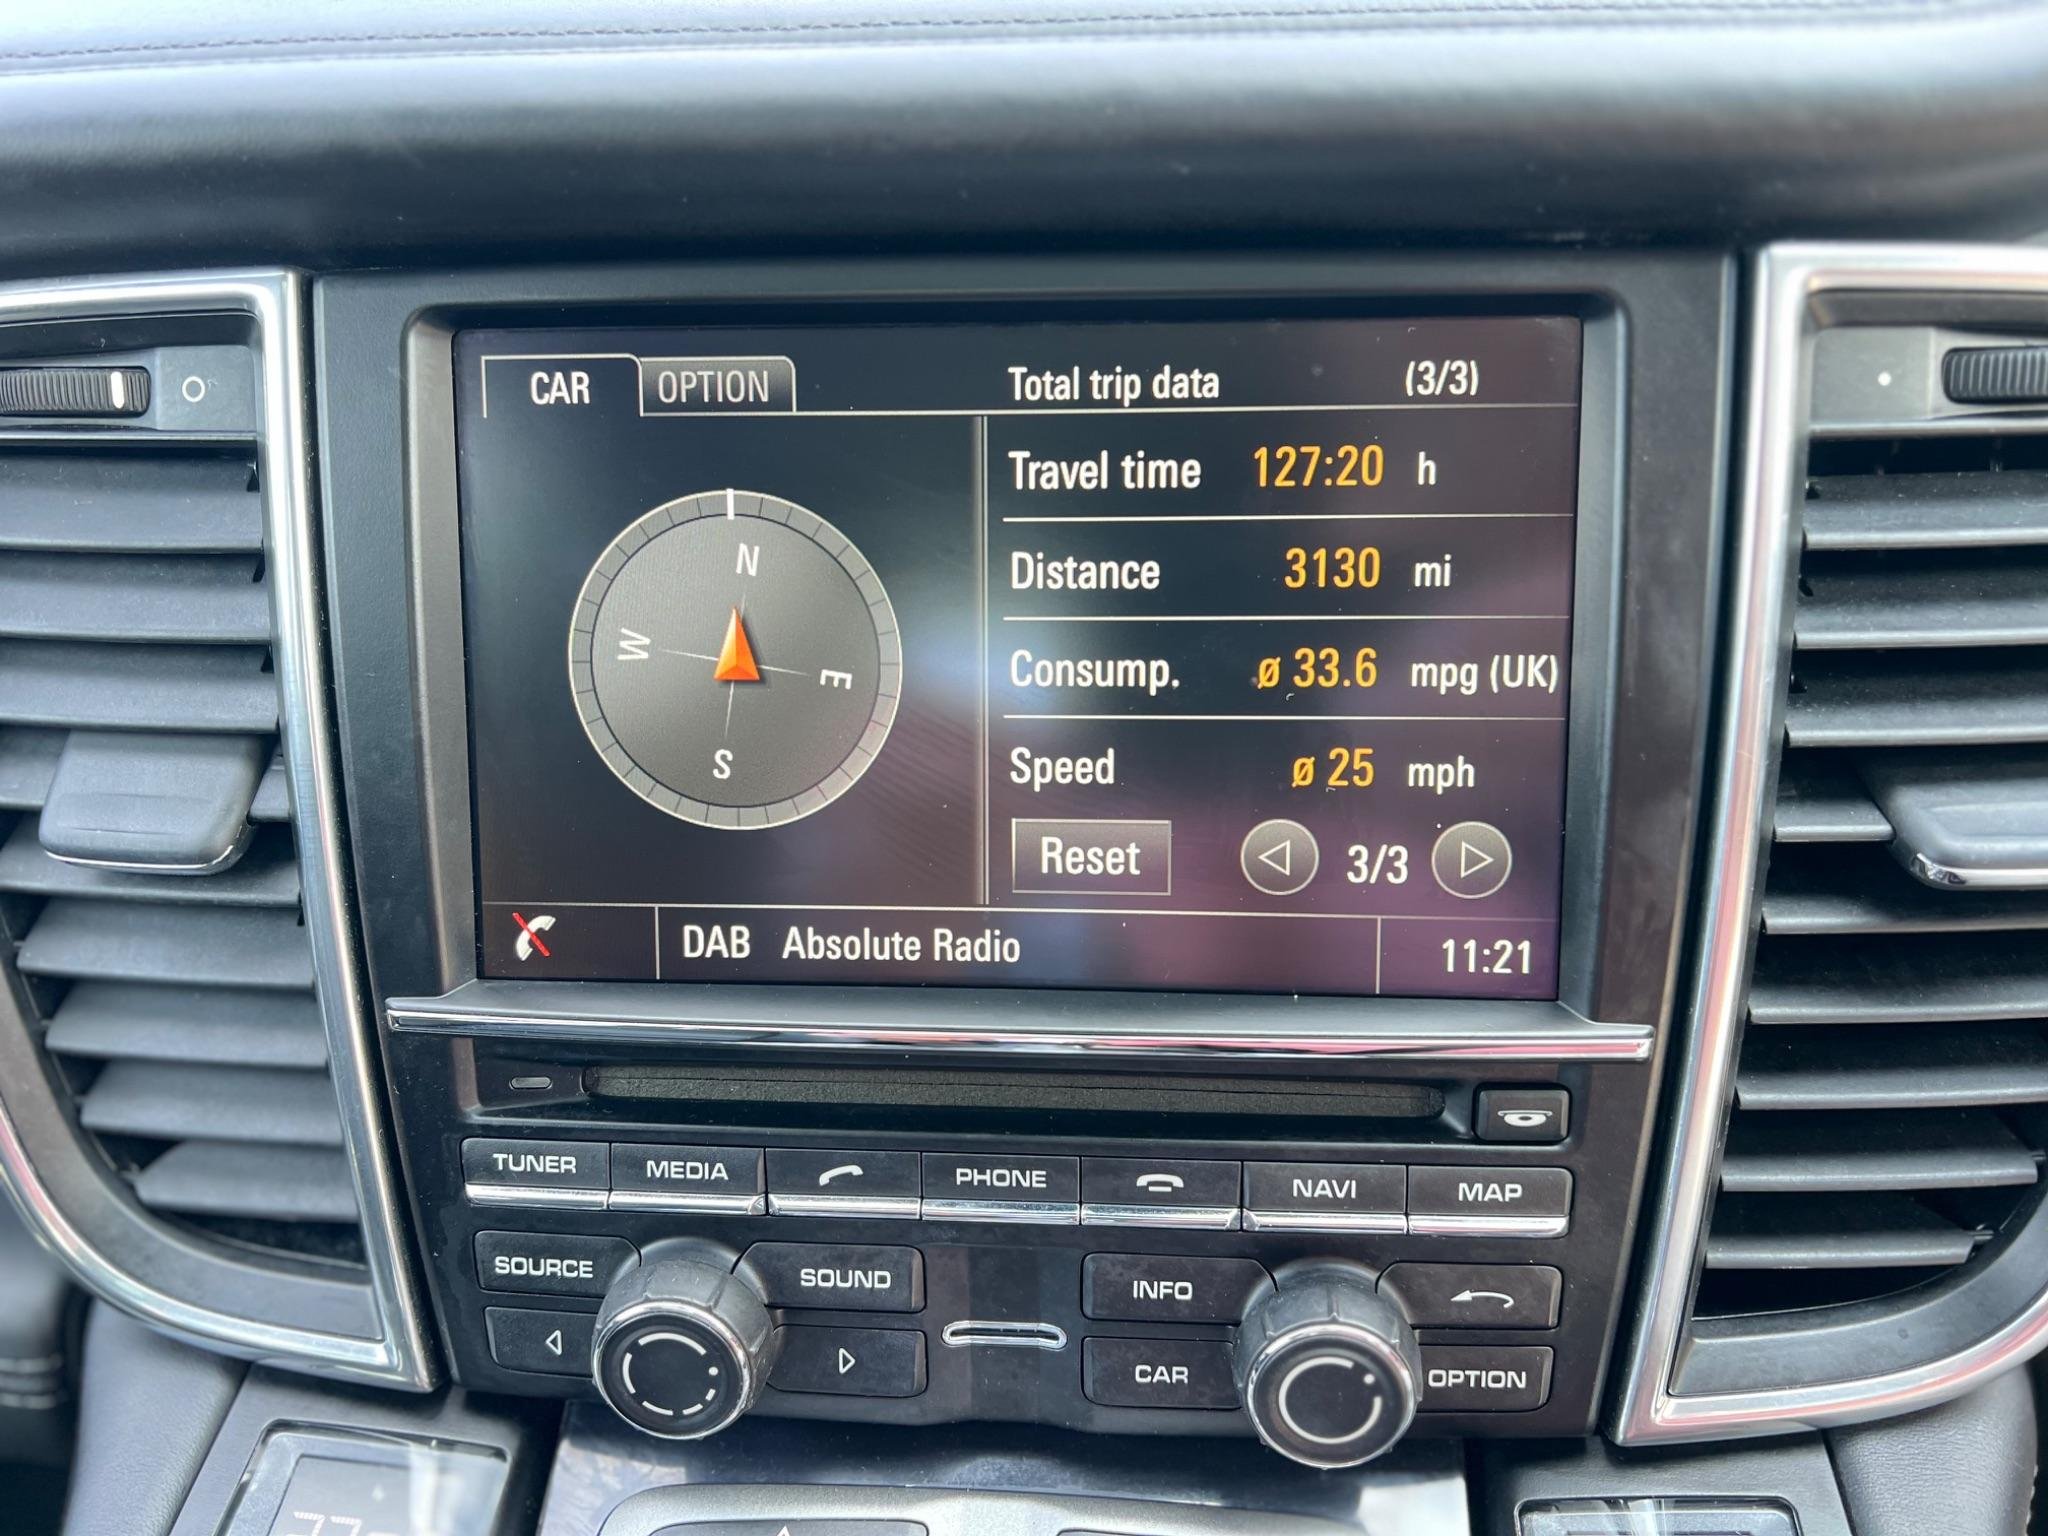 CAR OPTION Total trip data (3/3)
Travel time 127:20 h
N
Distance 3130 mi
W E
Consump. ø 33.6 mpg (UK)
S
Speed ø 25 mph
Reset 3/3
DAB Absolute Radio 11:21
TUNER MEDIA PHONE NAVI MAP
SOURCE SOUND INFO
CAR OPTION